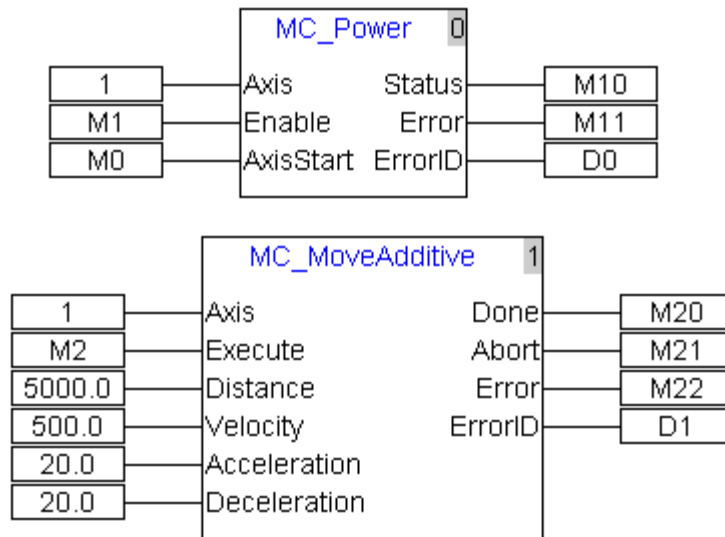 MC_Power 0
1 Axis Status M10
M1 Enable Error M11
M0 AxisStart ErrorID D0
MC_MoveAdditive 1
1 Axis Done M20
M2 Execute Abort M21
5000.0 Distance Error M22
500.0 Velocity ErrorID D1
20.0 Acceleration
20.0 Deceleration